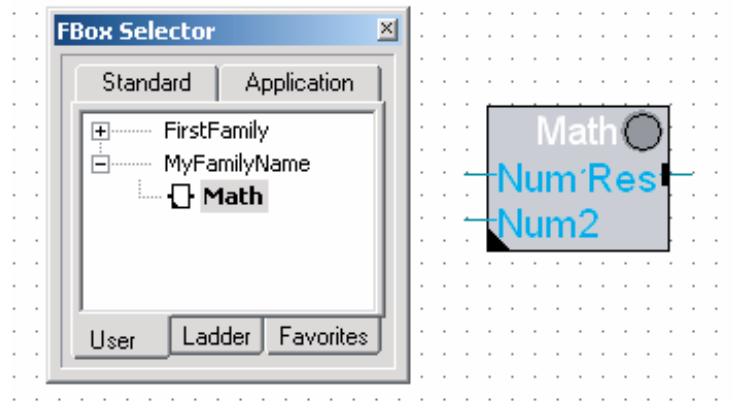 FBox Selector
Standard Application
FirstFamily
MyFamilyName
Math
User Ladder Favorites
Math
Num Res
Num2